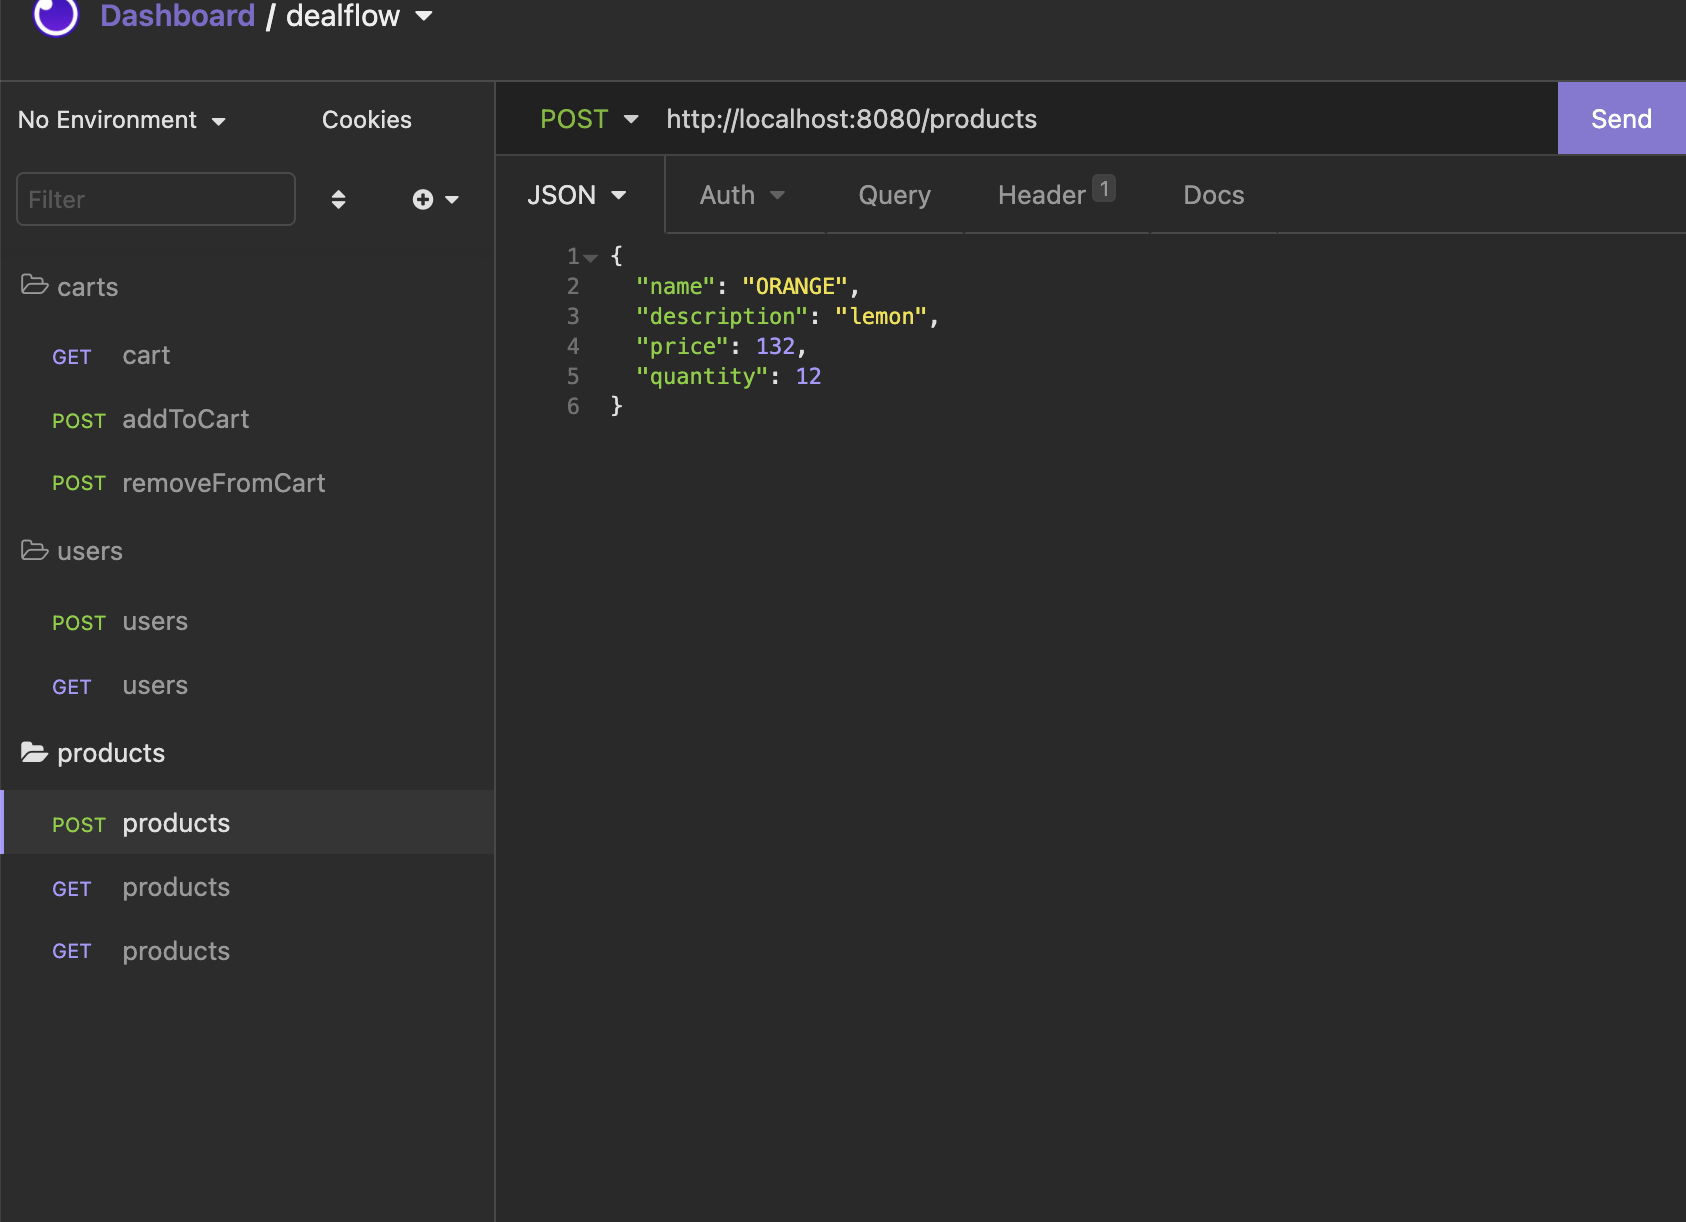 Dashboard / dealflow
No Environment
Cookies
Filter
carts
GET cart
POST addToCart
POST removeFromCart
users
POST users
GET users
products
POST products
GET products
GET products
POST http://localhost:8080/products
Send
JSON
Auth
Query
Header 1
Docs
1 {
2 "name": "ORANGE",
3 "description": "lemon",
4 "price": 132,
5 "quantity": 12
6 }